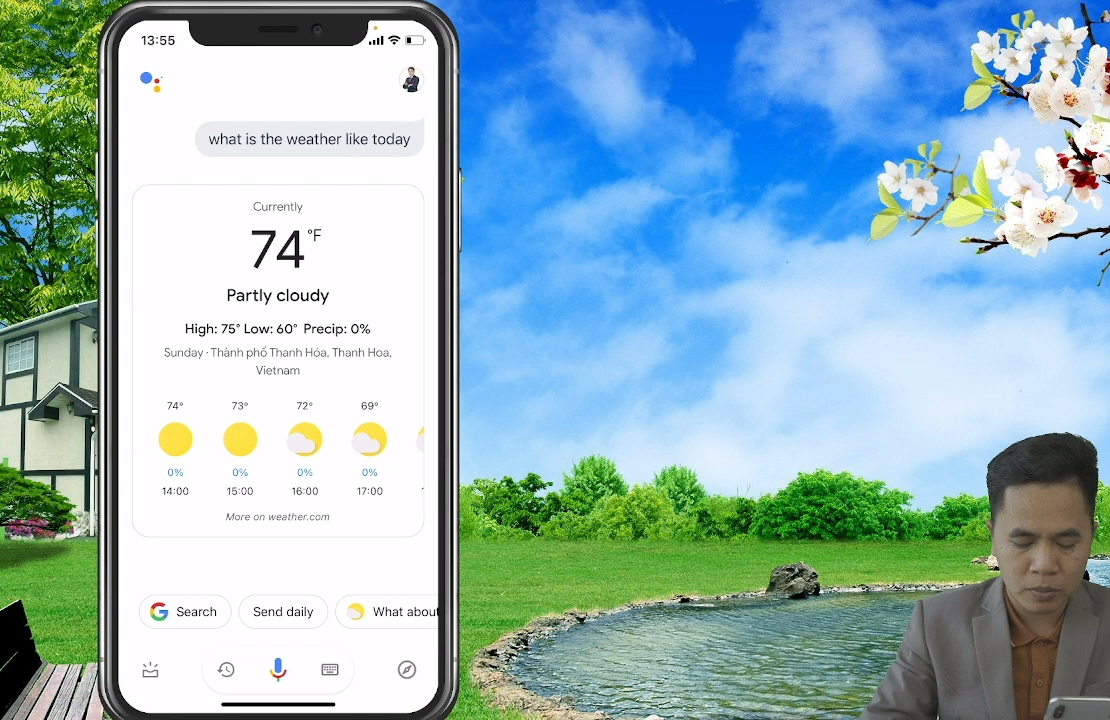 13:55
what is the weather like today
Currently
74°F
Partly cloudy
High: 75° Low: 60° Precip: 0%
Sunday · Thành phố Thanh Hóa, Thanh Hoa,
Vietnam
74° 73° 72° 69°
0% 0% 0% 0%
14:00 15:00 16:00 17:00
More on weather.com
Search Send daily What about